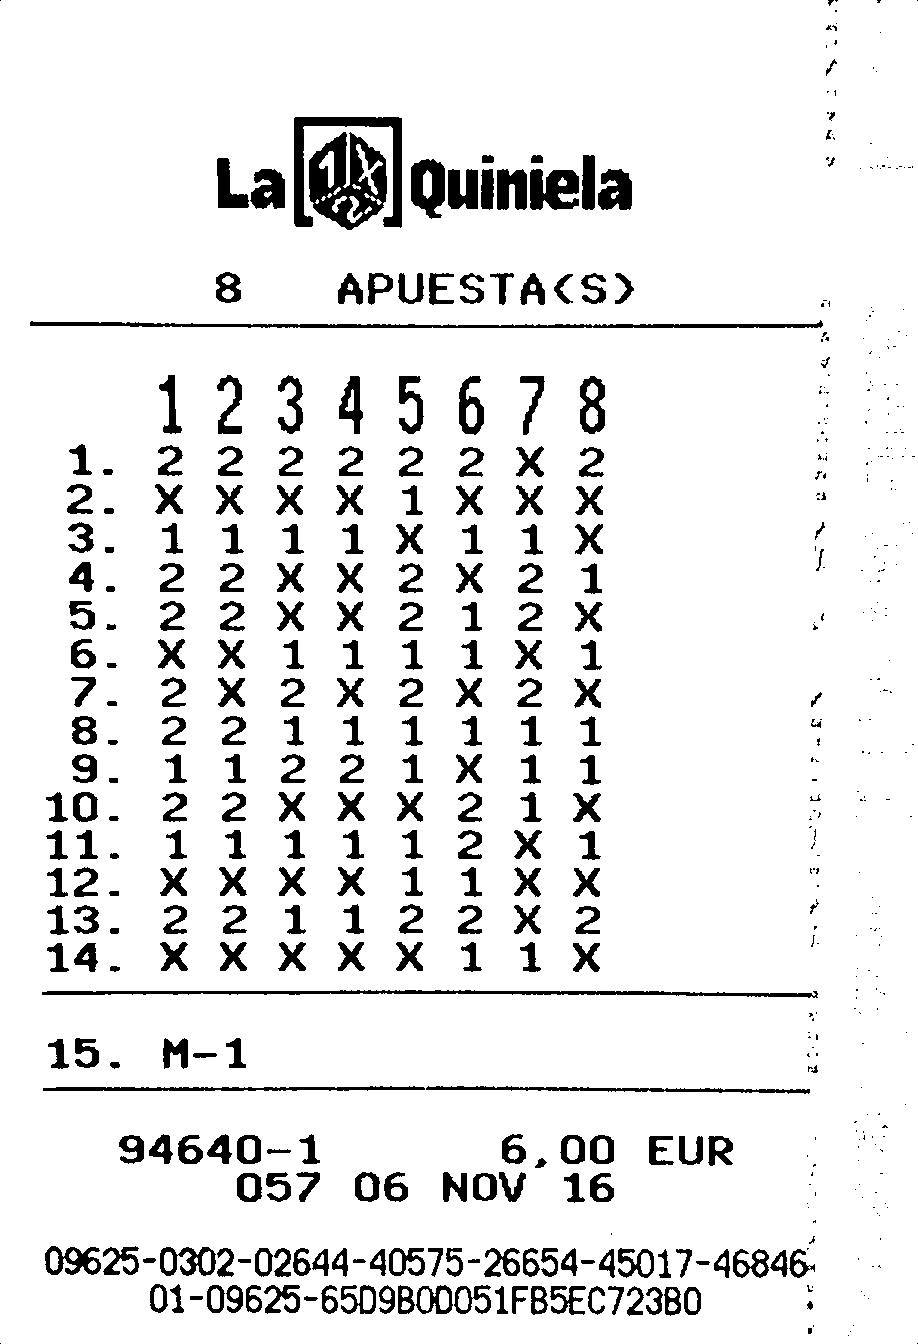 La 1X2 Quiniela
8 APUESTA(S)
1 2 3 4 5 6 7 8
1. 2 2 2 2 2 2 X 2
2. X X X X 1 X X X
3. 1 1 1 1 X 1 1 X
4. 2 2 X X 2 X 2 1
5. 2 2 X X 2 1 2 X
6. X X 1 1 1 1 X 1
7. 2 X 2 X 2 X 2 X
8. 2 2 1 1 1 1 1 1
9. 1 1 2 2 1 X 1 1
10. 2 2 X X X 2 1 X
11. 1 1 1 1 1 2 X 1
12. X X X X 1 1 X X
13. 2 2 1 1 2 2 X 2
14. X X X X X 1 1 X
15. M-1
94640-1 6,00 EUR
057 06 NOV 16
09625-0302-02644-40575-26654-45017-46846
01-09625-65D9B0D051FB5EC723B0